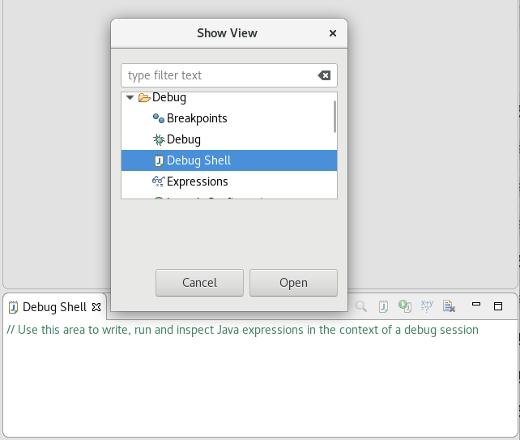 Show View
type filter text
Debug
Breakpoints
Debug
Debug Shell
Expressions
Cancel
Open
Debug Shell
// Use this area to write, run and inspect Java expressions in the context of a debug session